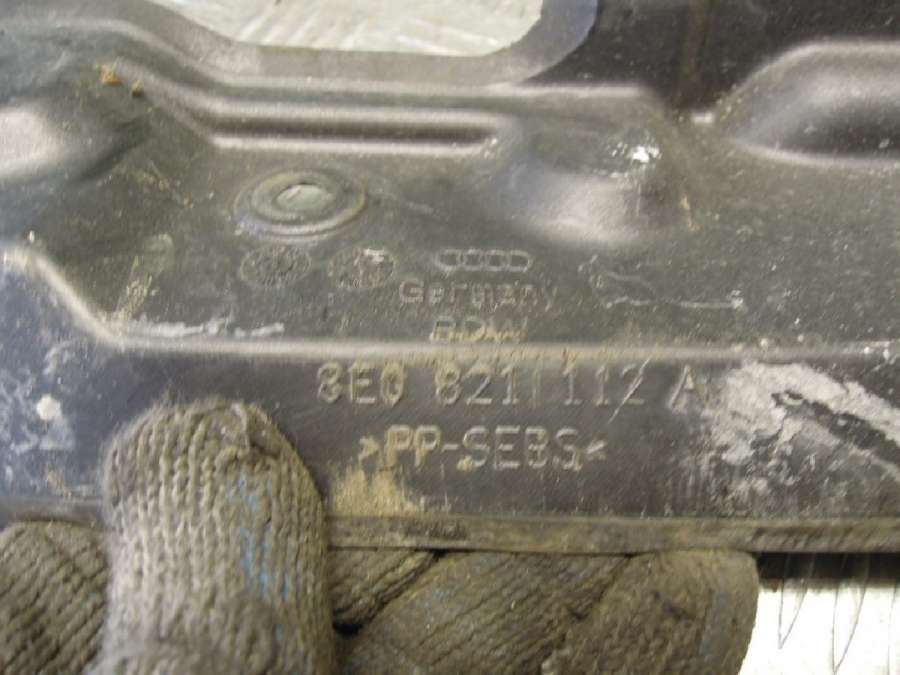 Germany
8E0 821 112 A
>PP-SEBS<